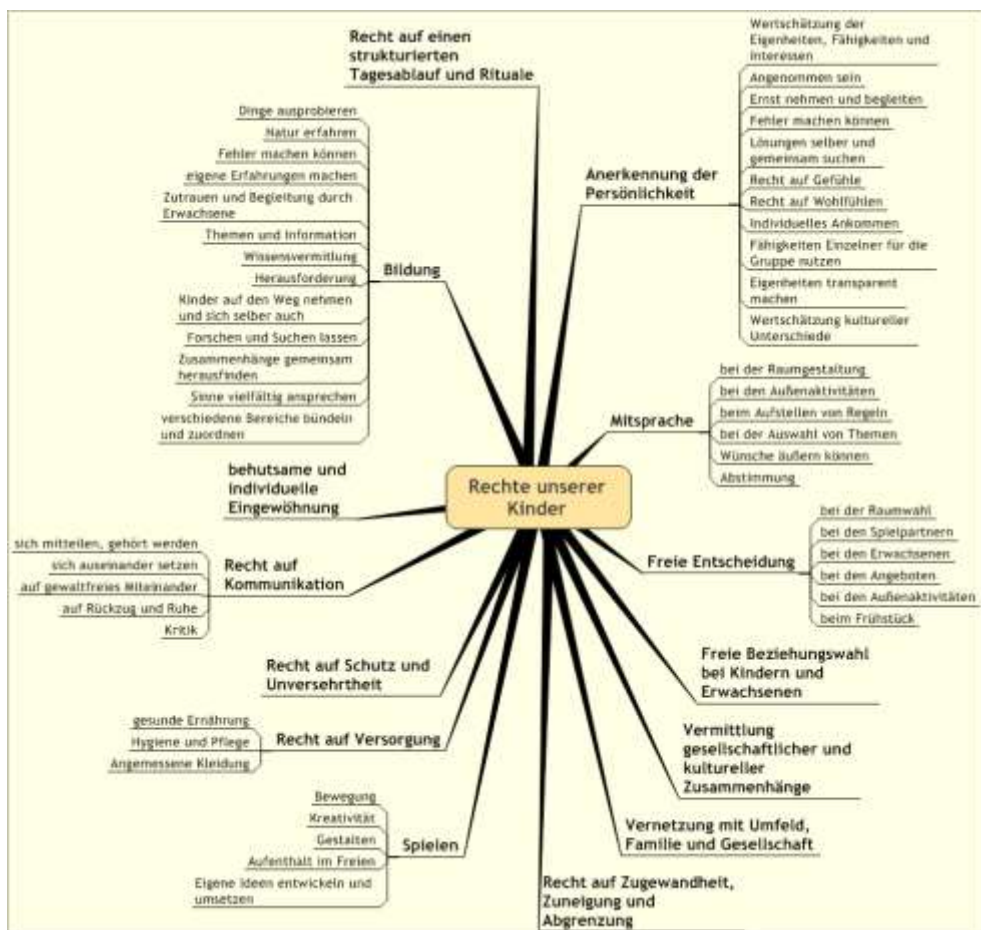 Recht auf einen
strukturierten
Tagesablauf und Rituale
Dinge ausprobieren
Natur erfahren
Fehler machen können
eigene Erfahrungen machen
Zutrauen und Begleitung durch
Erwachsene
Themen und Information
Wissensvermittlung
Herausforderung
Kinder auf den Weg nehmen
und sich selber auch
Forschen und Suchen lassen
Zusammenhänge gemeinsam
herausfinden
Sinne vielfältig ansprechen
verschiedene Bereiche bündeln
und zuordnen
Bildung
behutsame und
individuelle
Eingewöhnung
sich mitteilen, gehört werden
sich auseinander setzen
auf gewaltfreies Miteinander
auf Rückzug und Ruhe
Kritik
Recht auf
Kommunikation
Recht auf Schutz und
Unversehrtheit
gesunde Ernährung
Hygiene und Pflege
Angemessene Kleidung
Recht auf Versorgung
Bewegung
Kreativität
Gestalten
Aufenthalt im Freien
Eigene Ideen entwickeln und
umsetzen
Spielen
Rechte unserer
Kinder
Wertschätzung der
Eigenheiten, Fähigkeiten und
Interessen
Angenommen sein
Ernst nehmen und begleiten
Fehler machen können
Lösungen selber und
gemeinsam suchen
Recht auf Gefühle
Recht auf Wohlfühlen
Individuelles Ankommen
Fähigkeiten Einzelner für die
Gruppe nutzen
Eigenheiten transparent
machen
Wertschätzung kultureller
Unterschiede
Anerkennung der
Persönlichkeit
bei der Raumgestaltung
bei den Außenaktivitäten
beim Aufstellen von Regeln
bei der Auswahl von Themen
Wünsche äußern können
Abstimmung
Mitsprache
bei der Raumwahl
bei den Spielpartnern
bei den Erwachsenen
bei den Angeboten
bei den Außenaktivitäten
beim Frühstück
Freie Entscheidung
Freie Beziehungswahl
bei Kindern und
Erwachsenen
Vermittlung
gesellschaftlicher und
kultureller
Zusammenhänge
Vernetzung mit Umfeld,
Familie und Gesellschaft
Recht auf Zugewandheit,
Zuneigung und
Abgrenzung